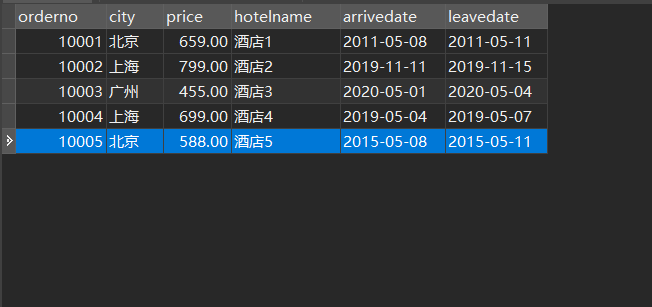 orderno city price hotelname arrivedate leavedate
10001 北京 659.00 酒店1 2011-05-08 2011-05-11
10002 上海 799.00 酒店2 2019-11-11 2019-11-15
10003 广州 455.00 酒店3 2020-05-01 2020-05-04
10004 上海 699.00 酒店4 2019-05-04 2019-05-07
10005 北京 588.00 酒店5 2015-05-08 2015-05-11